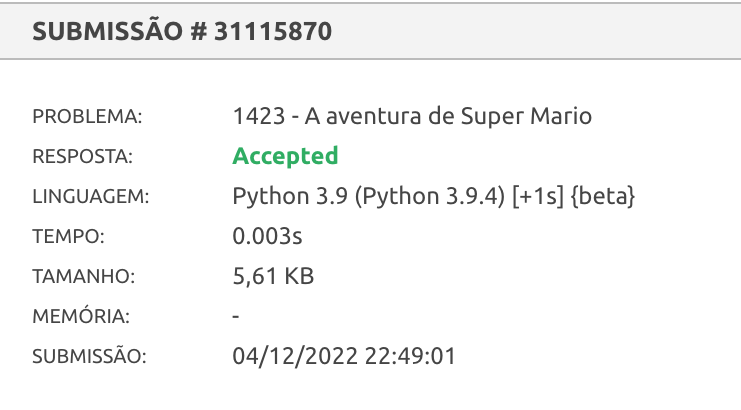 SUBMISSÃO # 31115870
PROBLEMA: 1423 - A aventura de Super Mario
RESPOSTA: Accepted
LINGUAGEM: Python 3.9 (Python 3.9.4) [+1s] {beta}
TEMPO: 0.003s
TAMANHO: 5,61 KB
MEMÓRIA: -
SUBMISSÃO: 04/12/2022 22:49:01